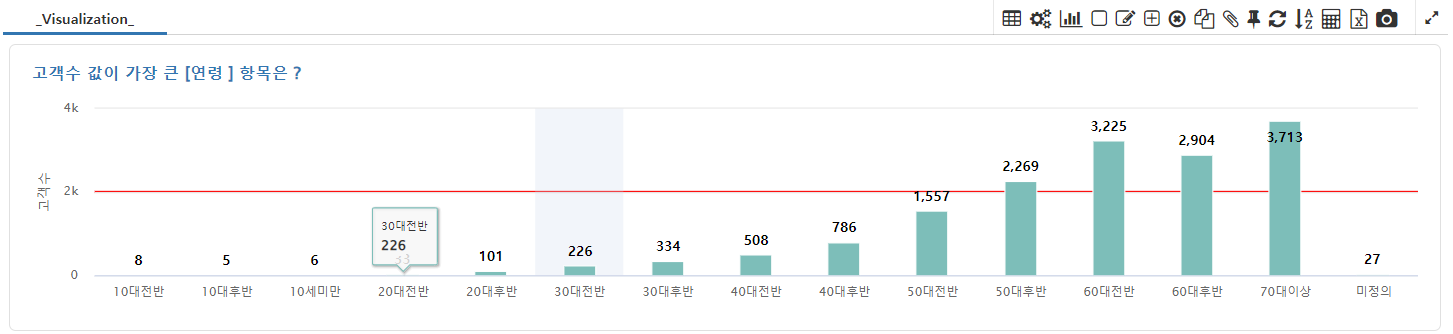 _Visualization_
고객수 값이 가장 큰 [연령 ] 항목은 ?
4k
2k
0
고객수
8
5
6
33
101
226
334
508
786
1,557
2,269
3,225
2,904
3,713
27
30대전반
226
10대전반
10대후반
10세미만
20대전반
20대후반
30대전반
30대후반
40대전반
40대후반
50대전반
50대후반
60대전반
60대후반
70대이상
미정의